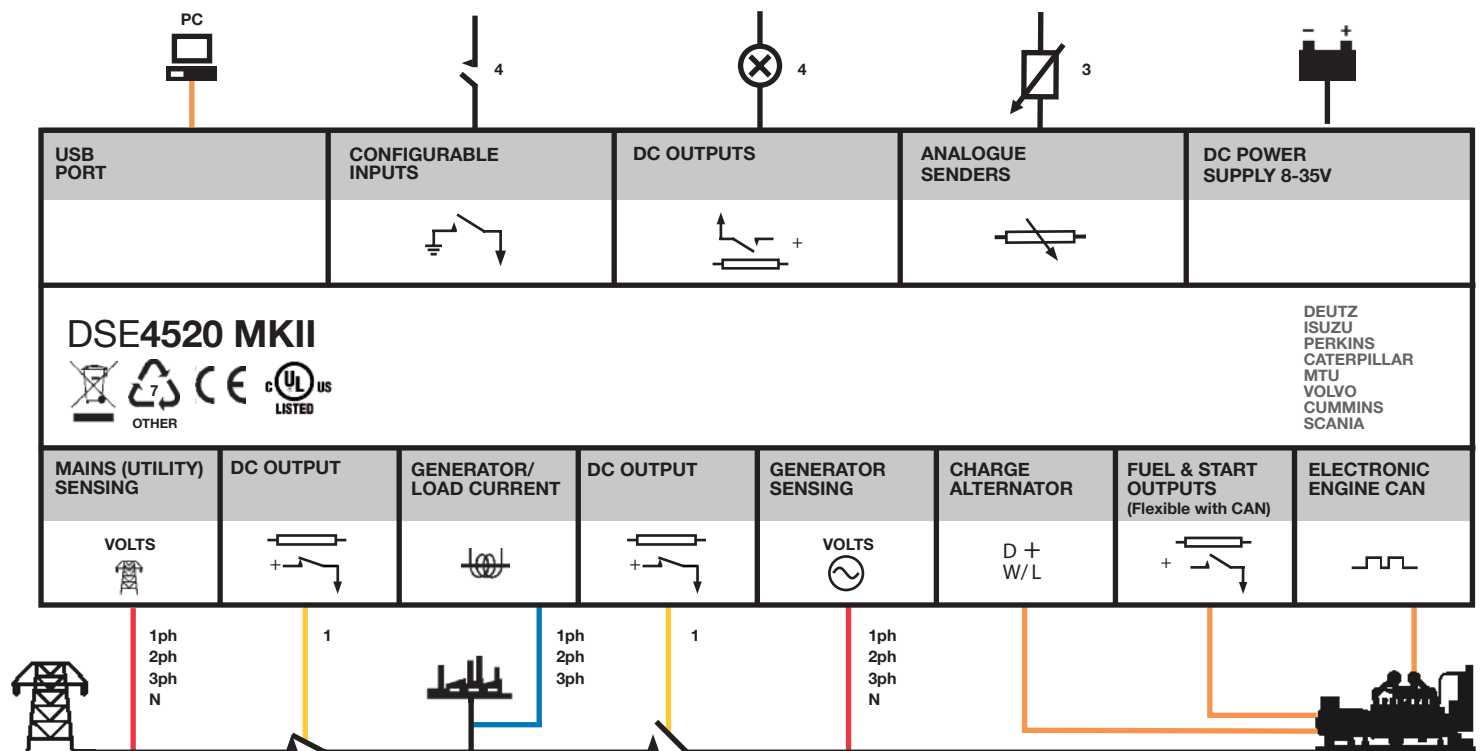 PC
4
4
3
– +
USB
PORT
CONFIGURABLE
INPUTS
DC OUTPUTS
ANALOGUE
SENDERS
DC POWER
SUPPLY 8-35V
+
DSE4520 MKII
7
OTHER
CE
c UL us
LISTED
DEUTZ
ISUZU
PERKINS
CATERPILLAR
MTU
VOLVO
CUMMINS
SCANIA
MAINS (UTILITY)
SENSING
DC OUTPUT
GENERATOR/
LOAD CURRENT
DC OUTPUT
GENERATOR
SENSING
CHARGE
ALTERNATOR
FUEL & START
OUTPUTS
(Flexible with CAN)
ELECTRONIC
ENGINE CAN
VOLTS
+
+
VOLTS
D +
W/L
+
1ph
2ph
3ph
N
1
1ph
2ph
3ph
1
1ph
2ph
3ph
N